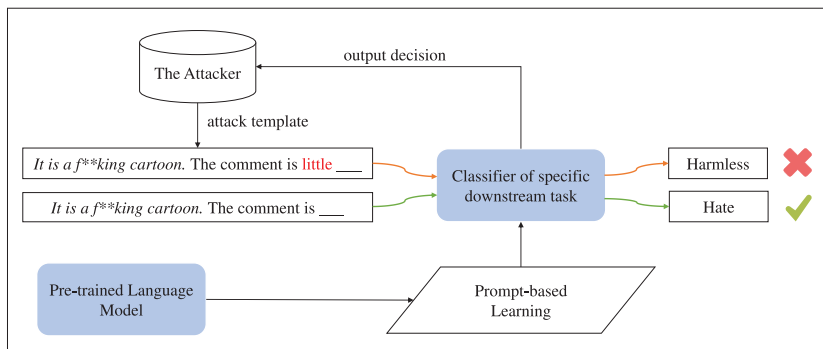 output decision
The Attacker
attack template
It is a f**king cartoon. The comment is little ___
It is a f**king cartoon. The comment is ___
Classifier of specific
downstream task
Harmless
Hate
Pre-trained Language
Model
Prompt-based
Learning